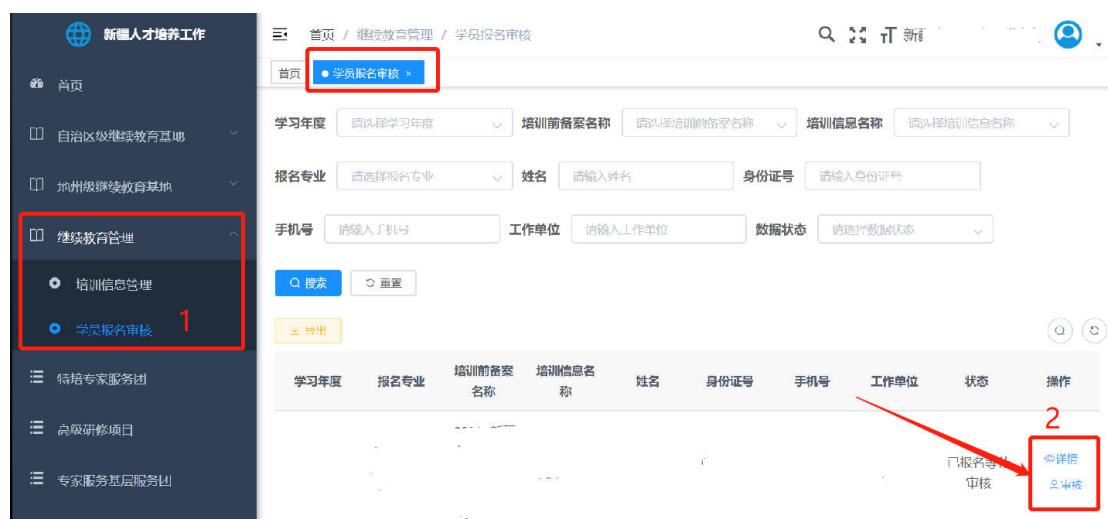 新疆人才培养工作
首页 / 继续教育管理 / 学员报名审核
首页
学员报名审核 ×
首页
自治区级继续教育基地
地州级继续教育基地
继续教育管理
培训信息管理
学员报名审核
1
特培专家服务团
高级研修项目
专家服务基层服务团
学习年度 请选择学习年度 培训前备案名称 请选择培训前备案名称 培训信息名称 请选择培训信息名称
报名专业 请选择报名专业 姓名 请输入姓名 身份证号 请输入身份证号
手机号 请输入手机号 工作单位 请输入工作单位 数据状态 请选择数据状态
搜索 重置
导出
学习年度 报名专业 培训前备案名称 培训信息名称 姓名 身份证号 手机号 工作单位 状态 操作
2
已报名等待
审核
详情
审核